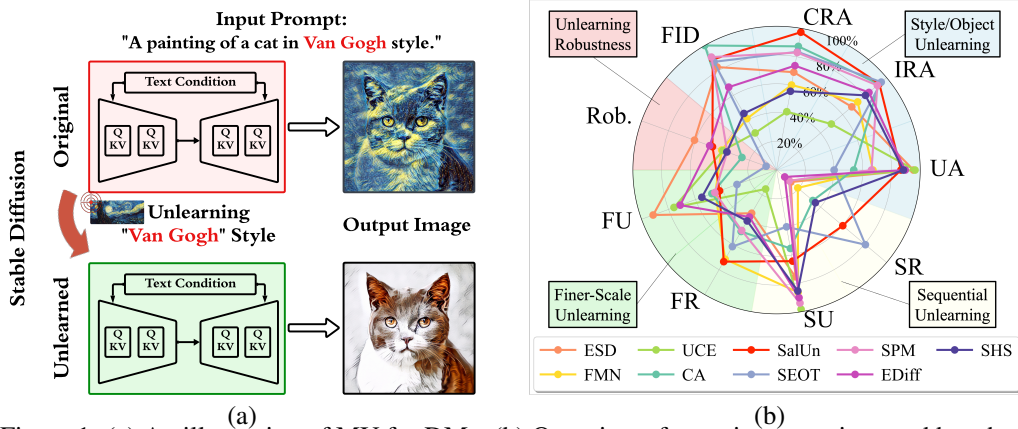 Input Prompt:
"A painting of a cat in Van Gogh style."
Original
Text Condition
Q
KV
Q
KV
Q
KV
Q
KV
Stable Diffusion
Unlearning
"Van Gogh" Style
Output Image
Unlearned
Text Condition
Q
KV
Q
KV
Q
KV
Q
KV
(a)
Unlearning
Robustness
Style/Object
Unlearning
CRA
FID
IRA
100%
80%
60%
40%
20%
Rob.
UA
FU
SR
FR
SU
Finer-Scale
Unlearning
Sequential
Unlearning
ESD
UCE
SalUn
SPM
SHS
FMN
CA
SEOT
EDiff
(b)